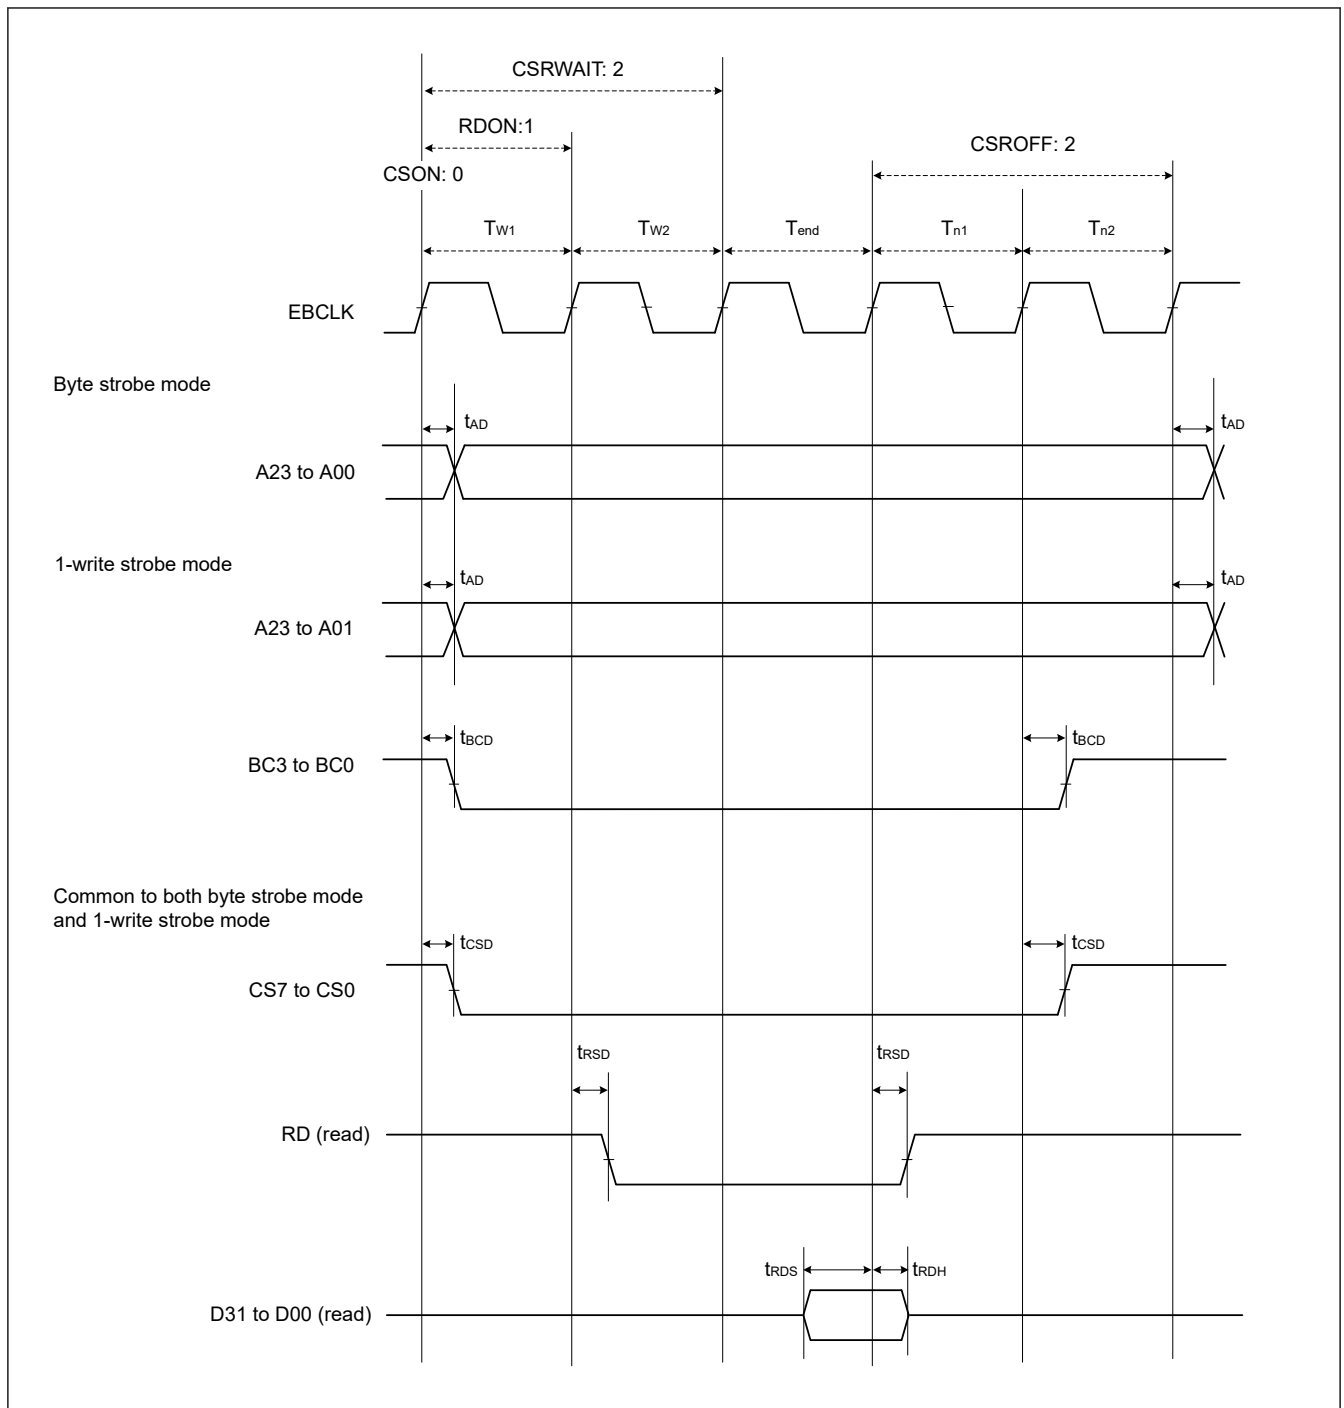 CSRWAIT: 2
RDON:1
CSROFF: 2
CSON: 0
TW1
TW2
Tend
Tn1
Tn2
EBCLK
Byte strobe mode
tAD
tAD
A23 to A00
1-write strobe mode
tAD
tAD
A23 to A01
tBCD
tBCD
BC3 to BC0
Common to both byte strobe mode
and 1-write strobe mode
tCSD
tCSD
CS7 to CS0
tRSD
tRSD
RD (read)
tRDS
tRDH
D31 to D00 (read)